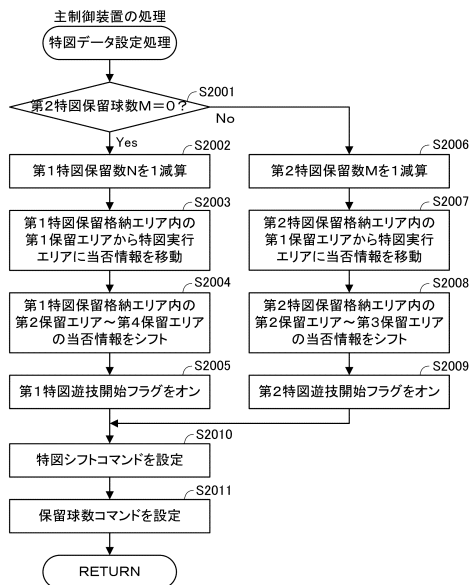 主制御装置の処理
特図データ設定処理
S2001
第2特図保留球数M＝0？
No
Yes
S2002
第1特図保留数Nを1減算
S2003
第1特図保留格納エリア内の
第1保留エリアから特図実行
エリアに当否情報を移動
S2004
第1特図保留格納エリア内の
第2保留エリア～第4保留エリア
の当否情報をシフト
S2005
第1特図遊技開始フラグをオン
S2006
第2特図保留数Mを1減算
S2007
第2特図保留格納エリア内の
第1保留エリアから特図実行
エリアに当否情報を移動
S2008
第2特図保留格納エリア内の
第2保留エリア～第3保留エリア
の当否情報をシフト
S2009
第2特図遊技開始フラグをオン
S2010
特図シフトコマンドを設定
S2011
保留球数コマンドを設定
RETURN